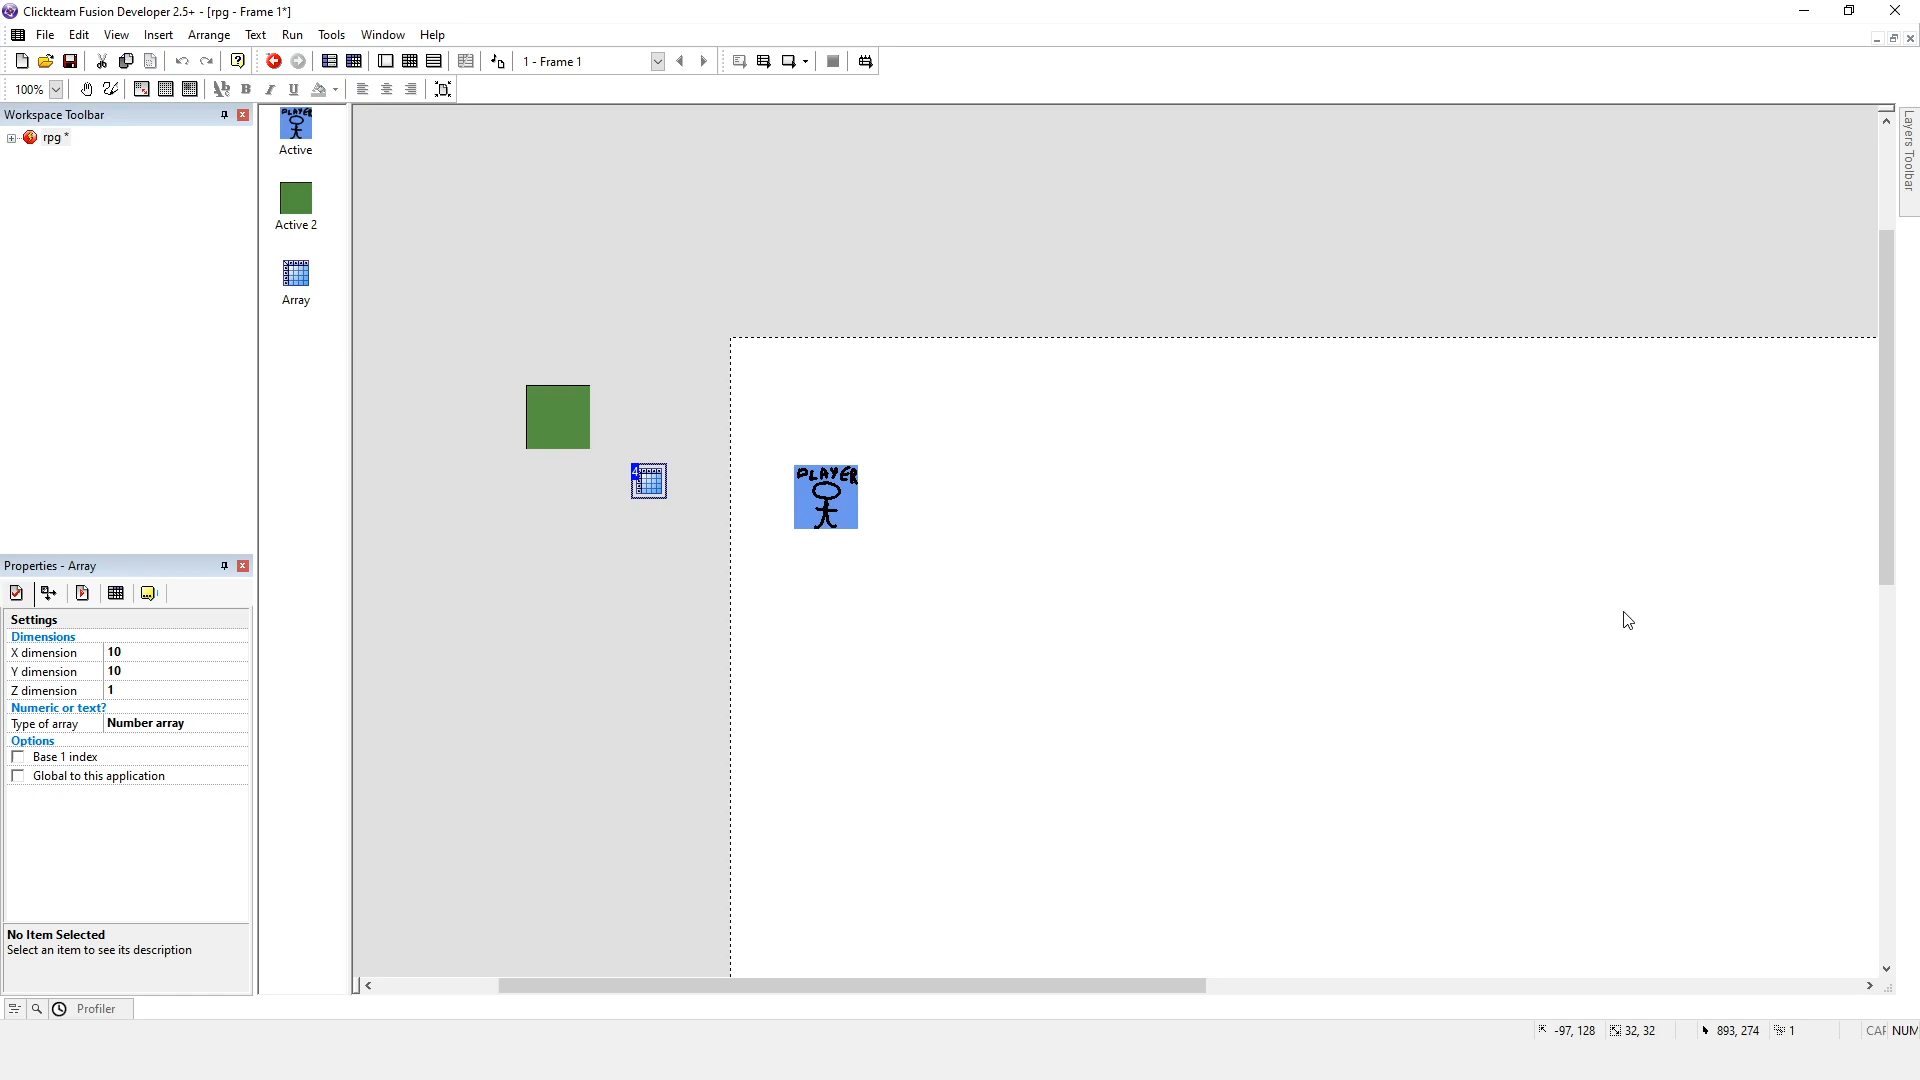 Clickteam Fusion Developer 2.5+ - [rpg - Frame 1*]
File Edit View Insert Arrange Text Run Tools Window Help
1 - Frame 1
100%
Workspace Toolbar
rpg *
PLAYER
Active
Active 2
Array
Layers Toolbar
4
PLAYER
Properties - Array
Settings
Dimensions
X dimension 10
Y dimension 10
Z dimension 1
Numeric or text?
Type of array Number array
Options
Base 1 index
Global to this application
No Item Selected
Select an item to see its description
Profiler
-97, 128 32, 32 893, 274 1 CAP NUM